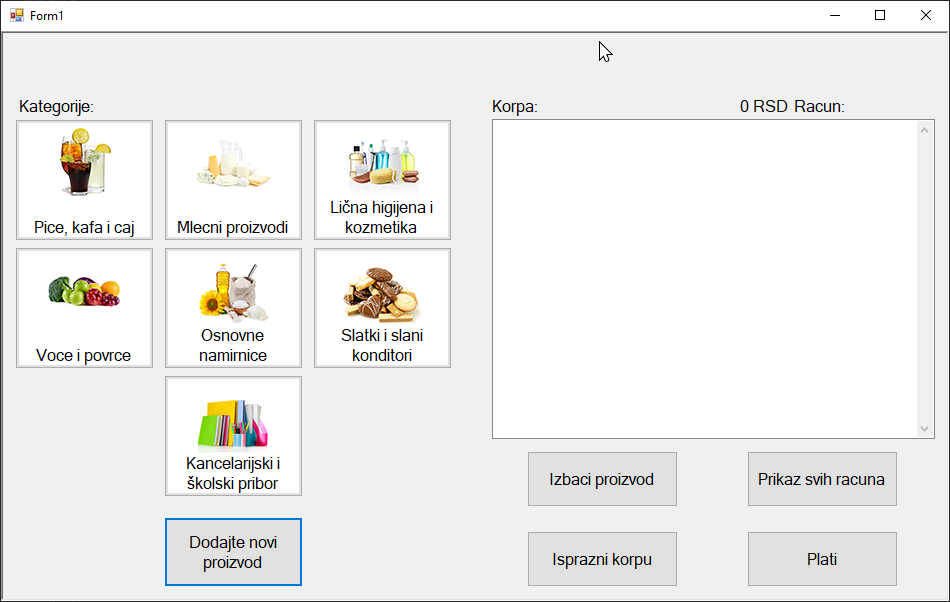 Form1
Kategorije:
Korpa:
0 RSD Racun:
Pice, kafa i caj
Mlecni proizvodi
Lična higijena i
kozmetika
Voce i povrce
Osnovne
namirnice
Slatki i slani
konditori
Kancelarijski i
školski pribor
Dodajte novi
proizvod
Izbaci proizvod
Prikaz svih racuna
Isprazni korpu
Plati